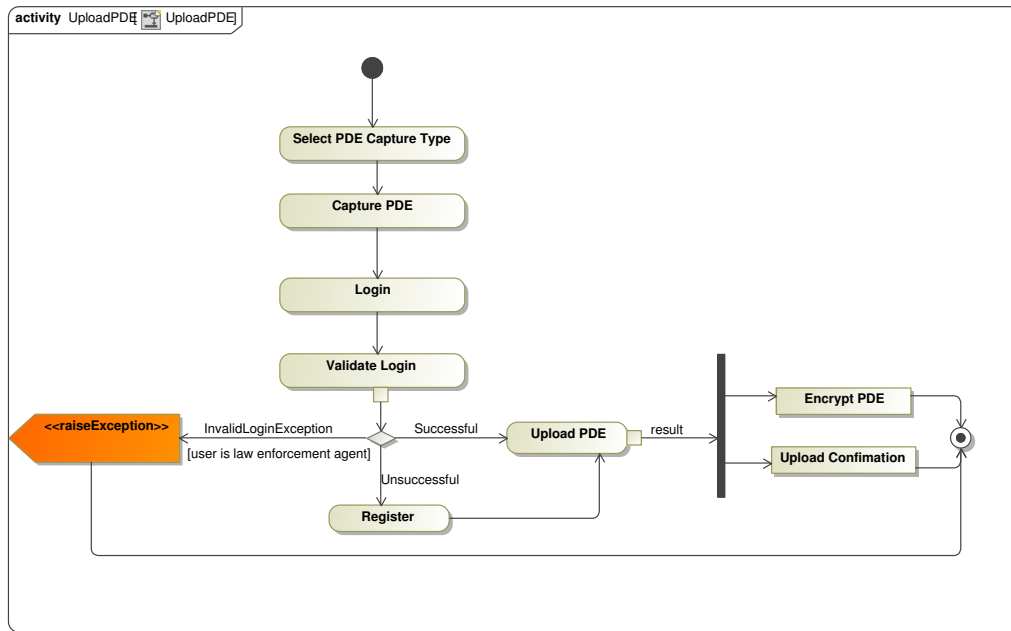 activity UploadPDE[ UploadPDE]
Select PDE Capture Type
Capture PDE
Login
Validate Login
<<raiseException>>
InvalidLoginException
[user is law enforcement agent]
Successful
Upload PDE
result
Encrypt PDE
Upload Confimation
Unsuccessful
Register